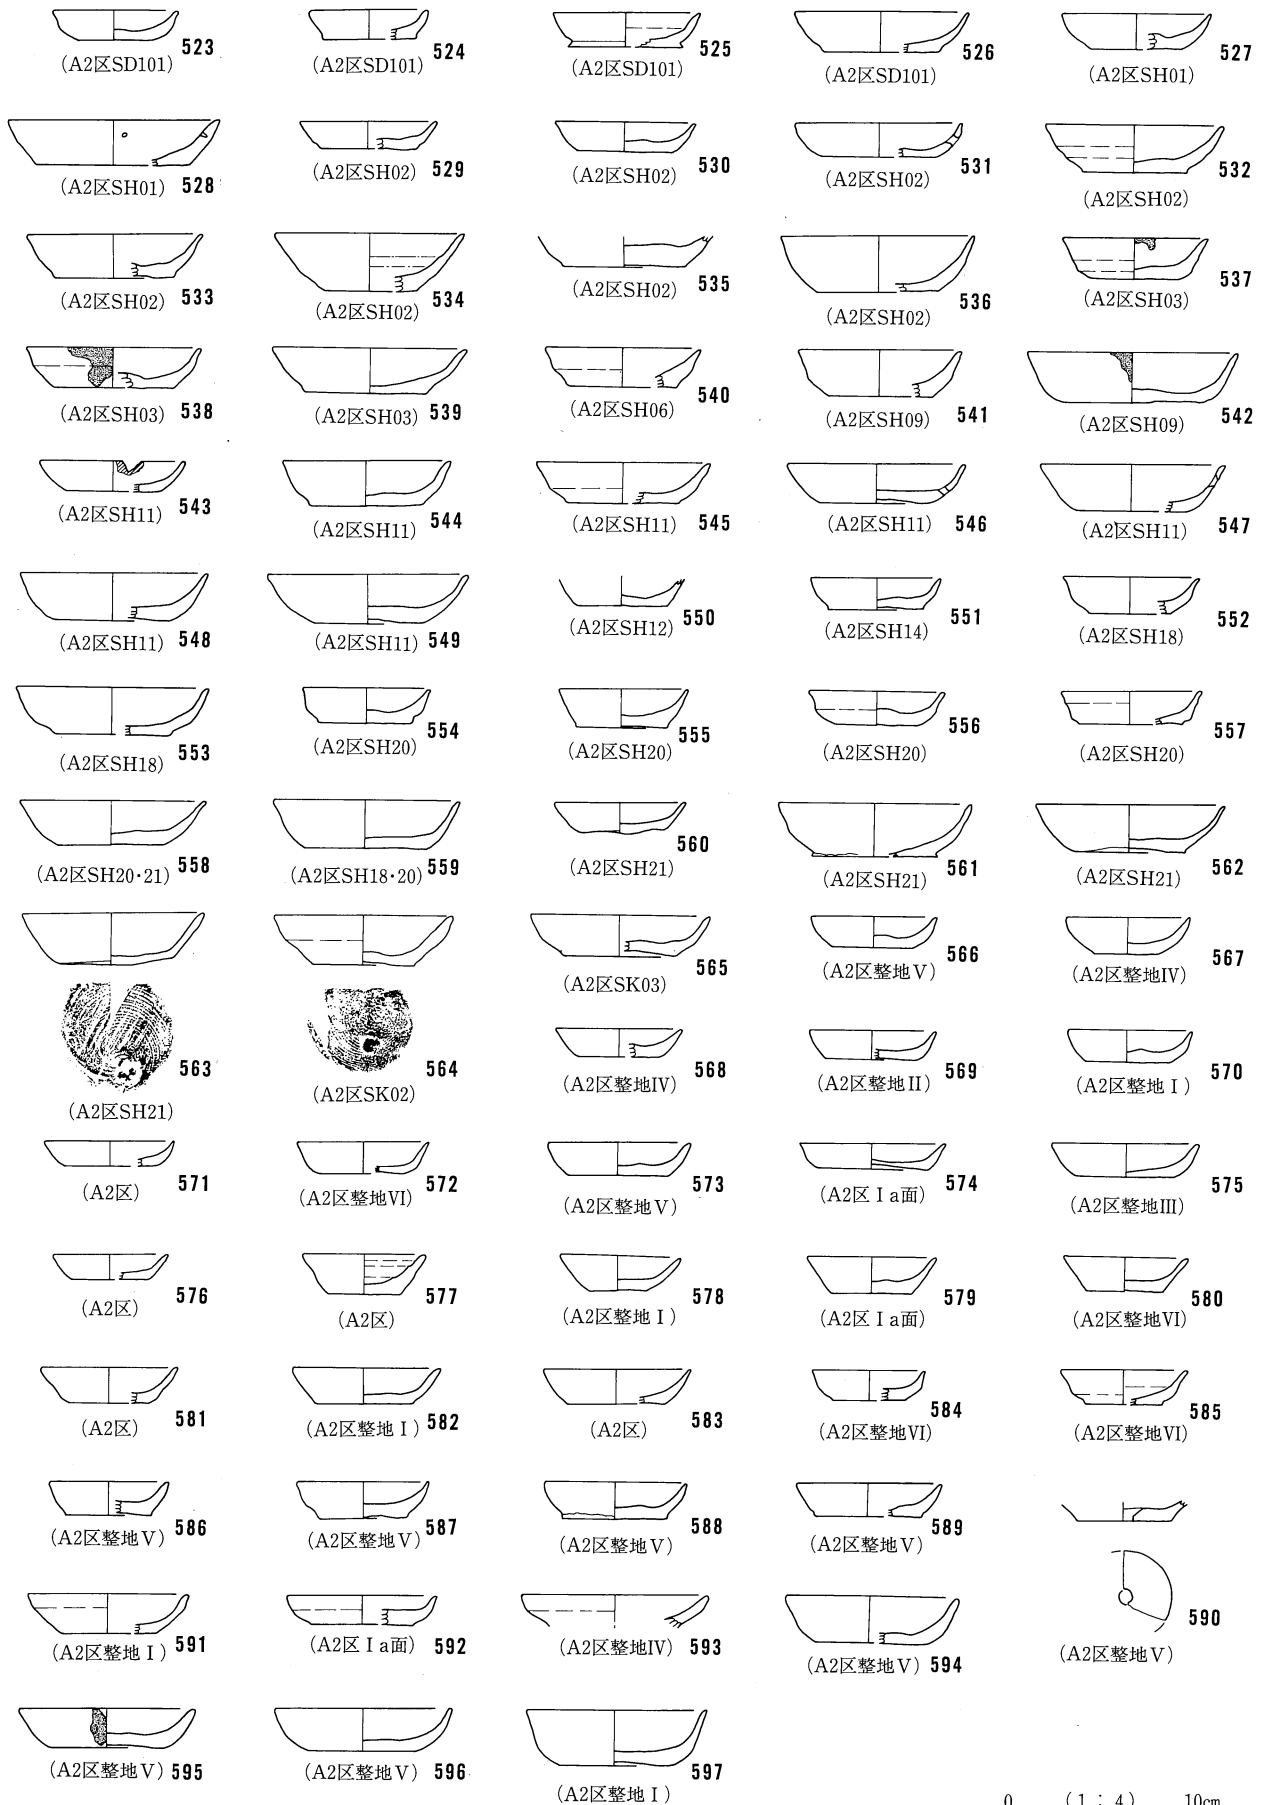 523
(A2区SD101)
524
(A2区SD101)
525
(A2区SD101)
526
(A2区SD101)
527
(A2区SH01)
(A2区SH01) 528
(A2区SH02) 529
530
(A2区SH02)
531
(A2区SH02)
532
(A2区SH02)
(A2区SH02) 533
534
(A2区SH02)
535
(A2区SH02)
536
(A2区SH02)
537
(A2区SH03)
(A2区SH03) 538
(A2区SH03) 539
540
(A2区SH06)
541
(A2区SH09)
542
(A2区SH09)
543
(A2区SH11)
544
(A2区SH11)
(A2区SH11) 545
(A2区SH11) 546
547
(A2区SH11)
(A2区SH11) 548
(A2区SH11) 549
550
(A2区SH12)
551
(A2区SH14)
552
(A2区SH18)
553
(A2区SH18)
554
(A2区SH20)
555
(A2区SH20)
556
(A2区SH20)
557
(A2区SH20)
(A2区SH20・21) 558
(A2区SH18・20) 559
560
(A2区SH21)
561
(A2区SH21)
562
(A2区SH21)
563
(A2区SH21)
564
(A2区SK02)
565
(A2区SK03)
566
(A2区整地V)
567
(A2区整地IV)
568
(A2区整地IV)
569
(A2区整地II)
570
(A2区整地I)
571
(A2区)
572
(A2区整地VI)
573
(A2区整地V)
574
(A2区Ia面)
575
(A2区整地III)
576
(A2区)
577
(A2区)
578
(A2区整地I)
579
(A2区Ia面)
580
(A2区整地VI)
581
(A2区)
(A2区整地I) 582
583
(A2区)
584
(A2区整地VI)
585
(A2区整地VI)
586
(A2区整地V)
587
(A2区整地V)
588
(A2区整地V)
589
(A2区整地V)
590
(A2区整地V)
(A2区整地I) 591
(A2区Ia面) 592
(A2区整地IV) 593
(A2区整地V) 594
(A2区整地V) 595
(A2区整地V) 596
597
(A2区整地I)
0 (1:4) 10cm